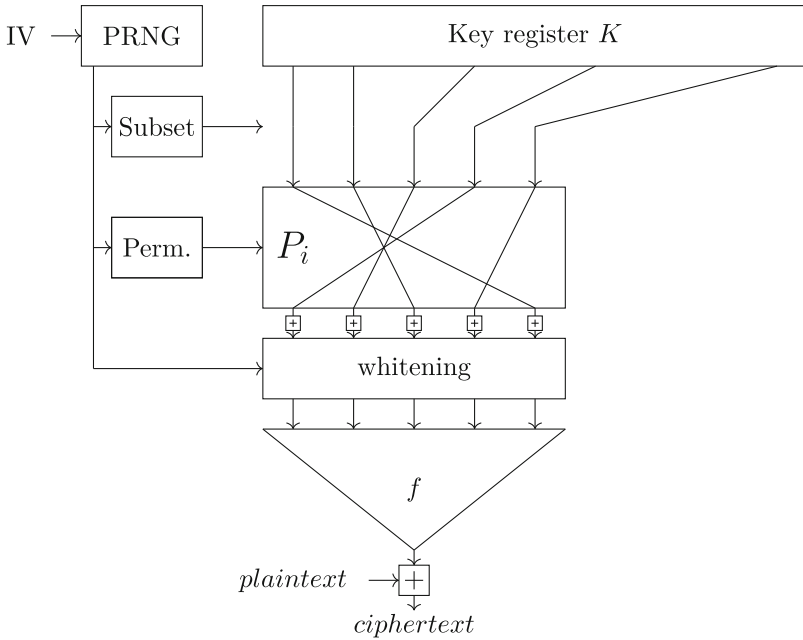 IV
PRNG
Key register K
Subset
Perm.
P_i
+ + + + +
whitening
f
plaintext
+
ciphertext